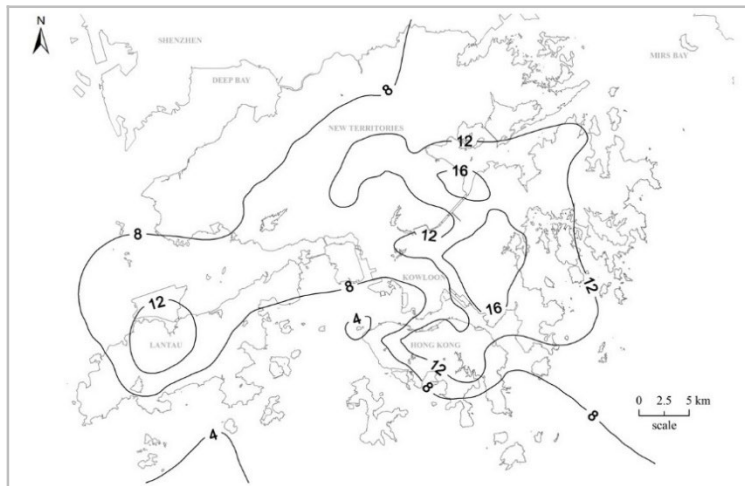 N
SHENZHEN
MIRS BAY
DEEP BAY
8
NEW TERRITORIES
12
16
8
12
KOWLOON
12
8
12
16
4
LANTAU
HONG KONG
12
8
8
0 2.5 5 km
scale
4